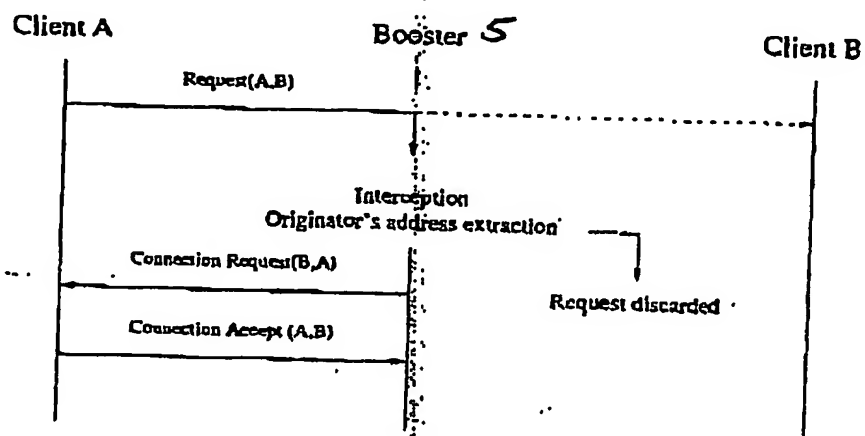 Client A
Booster 5
Client B
Request(A,B)
Interception
Originator's address extraction
Connection Request(B,A)
Request discarded
Connection Accept (A,B)